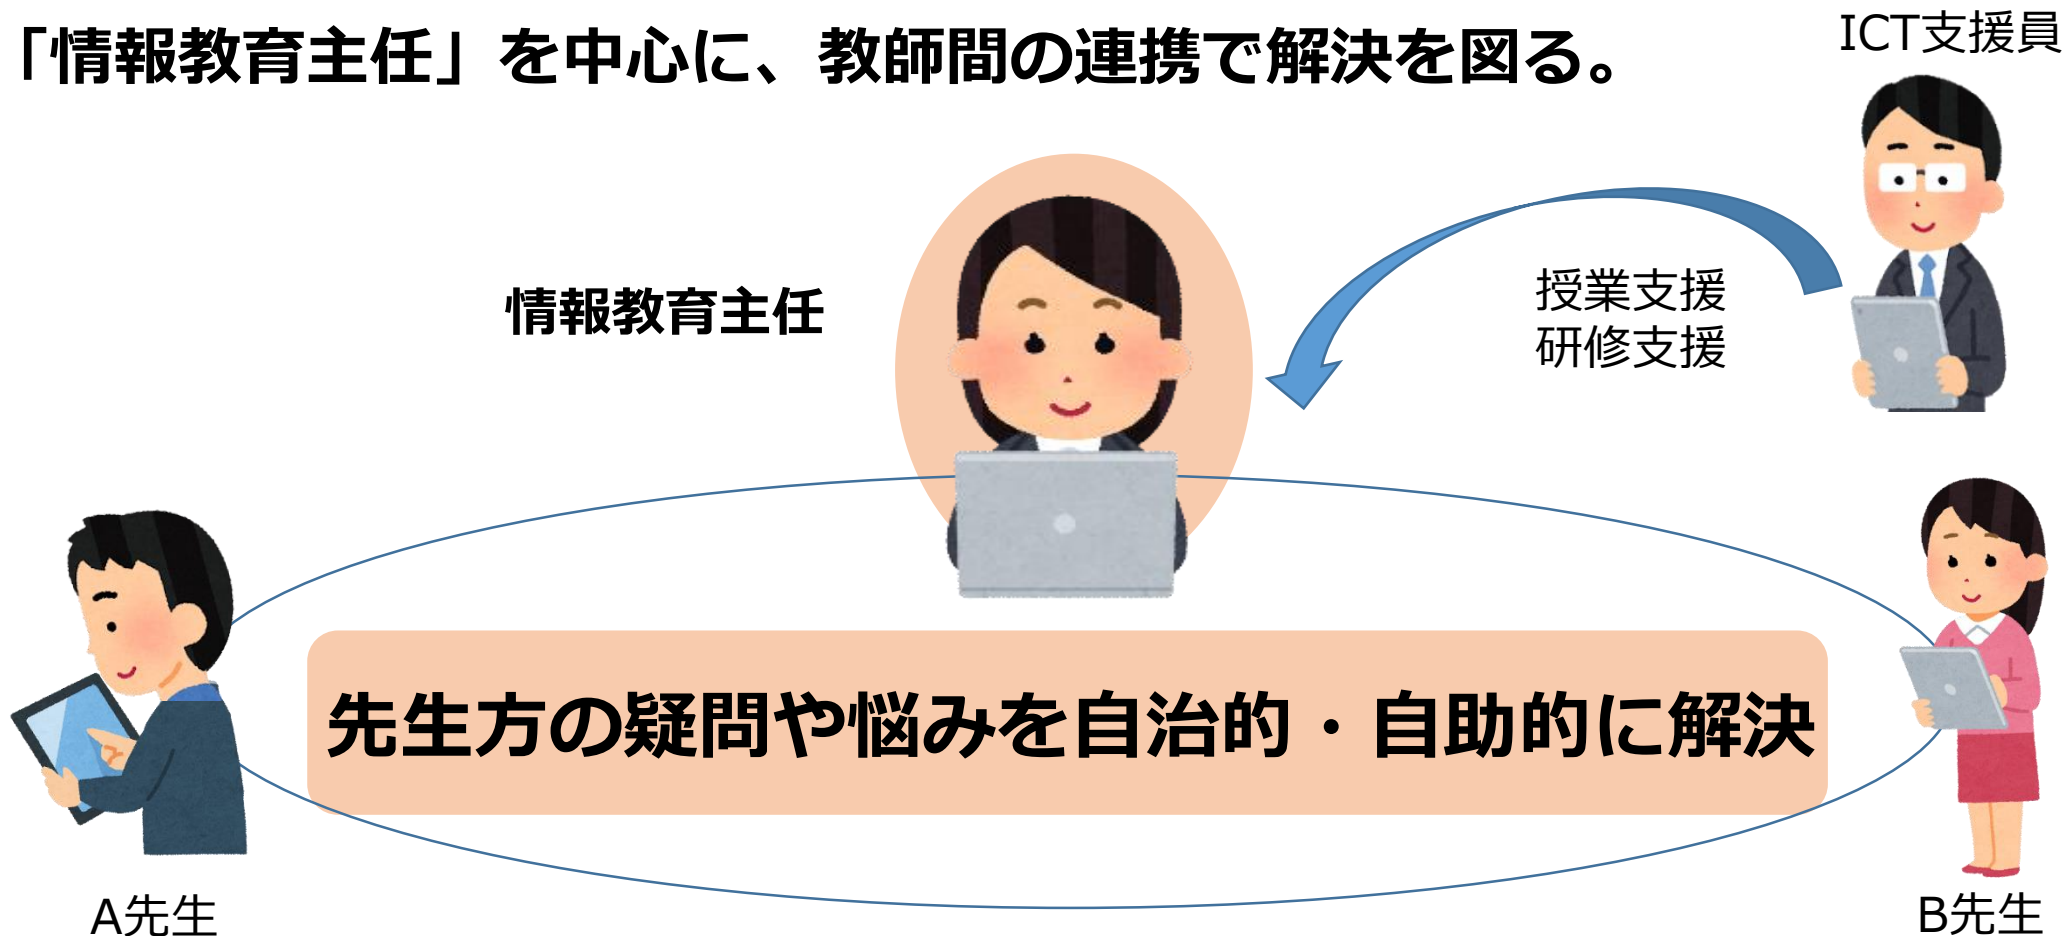 「情報教育主任」を中心に、教師間の連携で解決を図る。
ICT支援員
情報教育主任
授業支援
研修支援
先生方の疑問や悩みを自治的・自助的に解決
A先生
B先生